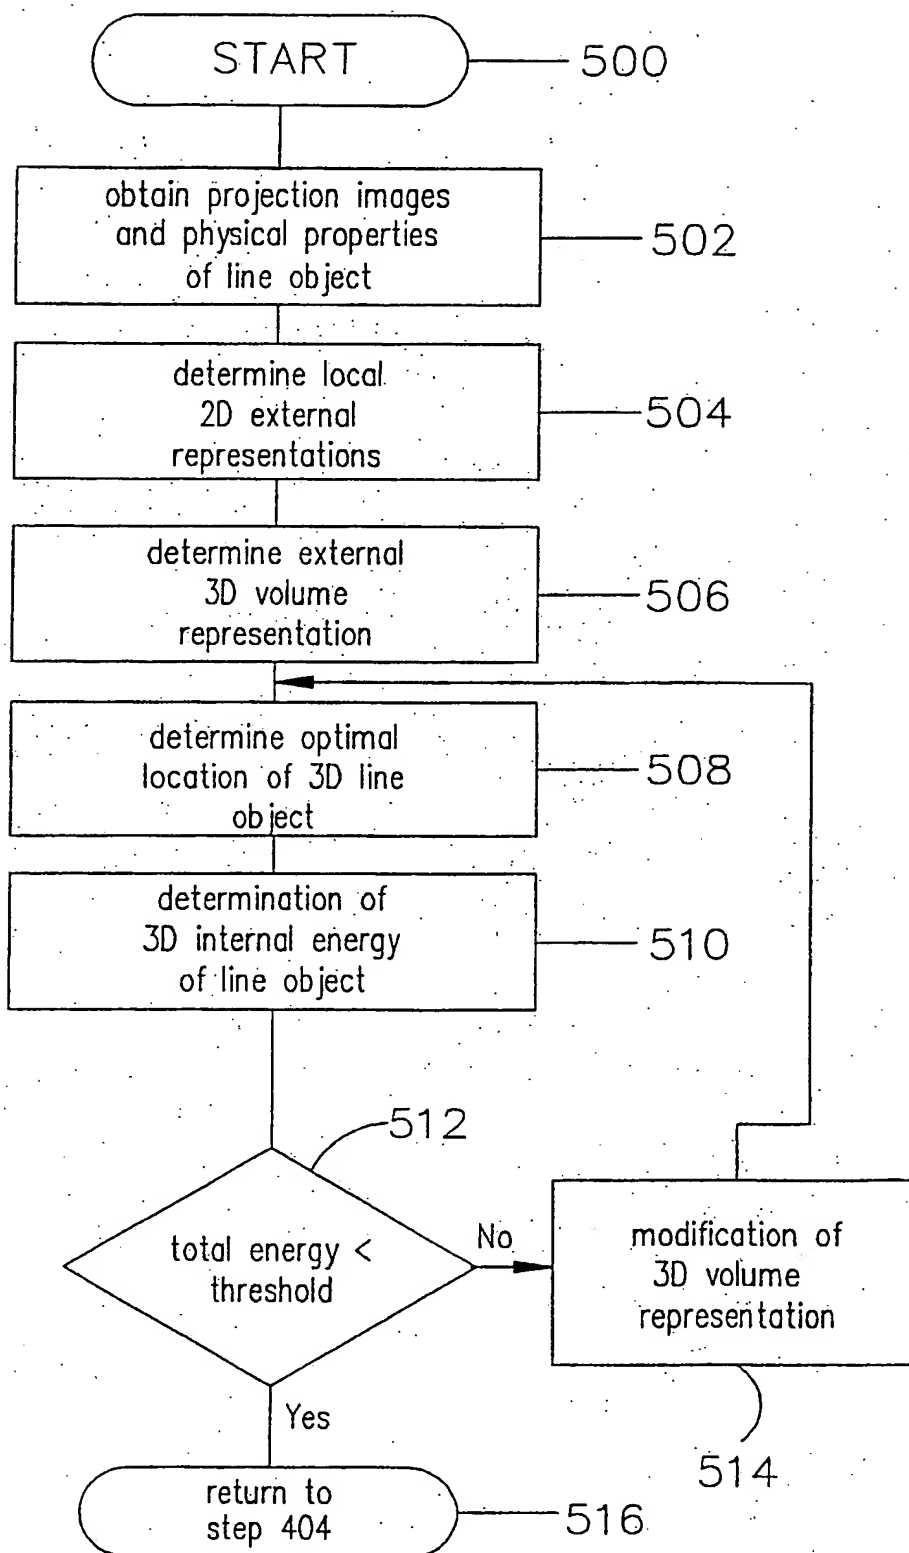 START
500
obtain projection images
and physical properties
of line object
502
determine local
2D external
representations
504
determine external
3D volume
representation
506
determine optimal
location of 3D line
object
508
determination of
3D internal energy
of line object
510
512
total energy <
threshold
No
modification of
3D volume
representation
514
Yes
return to
step 404
516